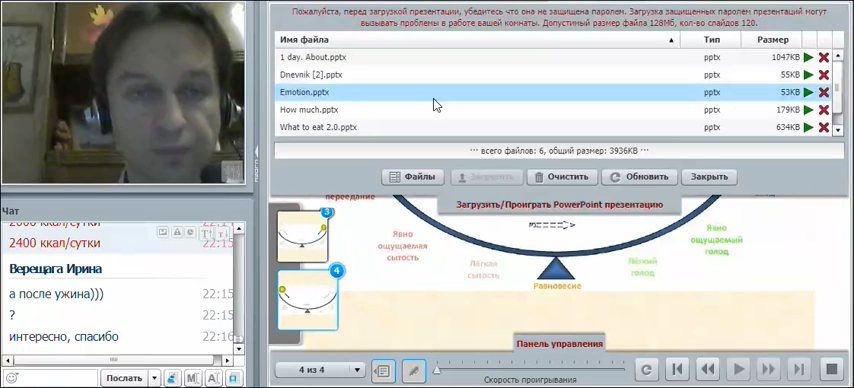 Пожалуйста, перед загрузкой презентации, убедитесь что она не защищена паролем. Загрузка защищенных паролем презентаций могут
вызывать проблемы в работе вашей комнаты. Допустимый размер файла 128Мб, кол-во слайдов 120.
Имя файла Тип Размер
1 day. About.pptx pptx 1047KB
Dnevnik [2].pptx pptx 55KB
Emotion.pptx pptx 53KB
How much.pptx pptx 179KB
What to eat 2.0.pptx pptx 634KB
··· всего файлов: 6, общий размер: 3936KB ···
Файлы Загрузить Очистить Обновить Закрыть
переедание
Загрузить/Проиграть PowerPoint презентацию
3
Явно
ощущаемая
сытость
Явно
ощущаемый
голод
Лёгкая
сытость
Лёгкий
голод
Равновесие
4
Чат
2400 ккал/сутки 22:15
Верещага Ирина
а после ужина))) 22:15
? 22:15
интересно, спасибо 22:16
Послать
Панель управления
4 из 4
Скорость проигрывания